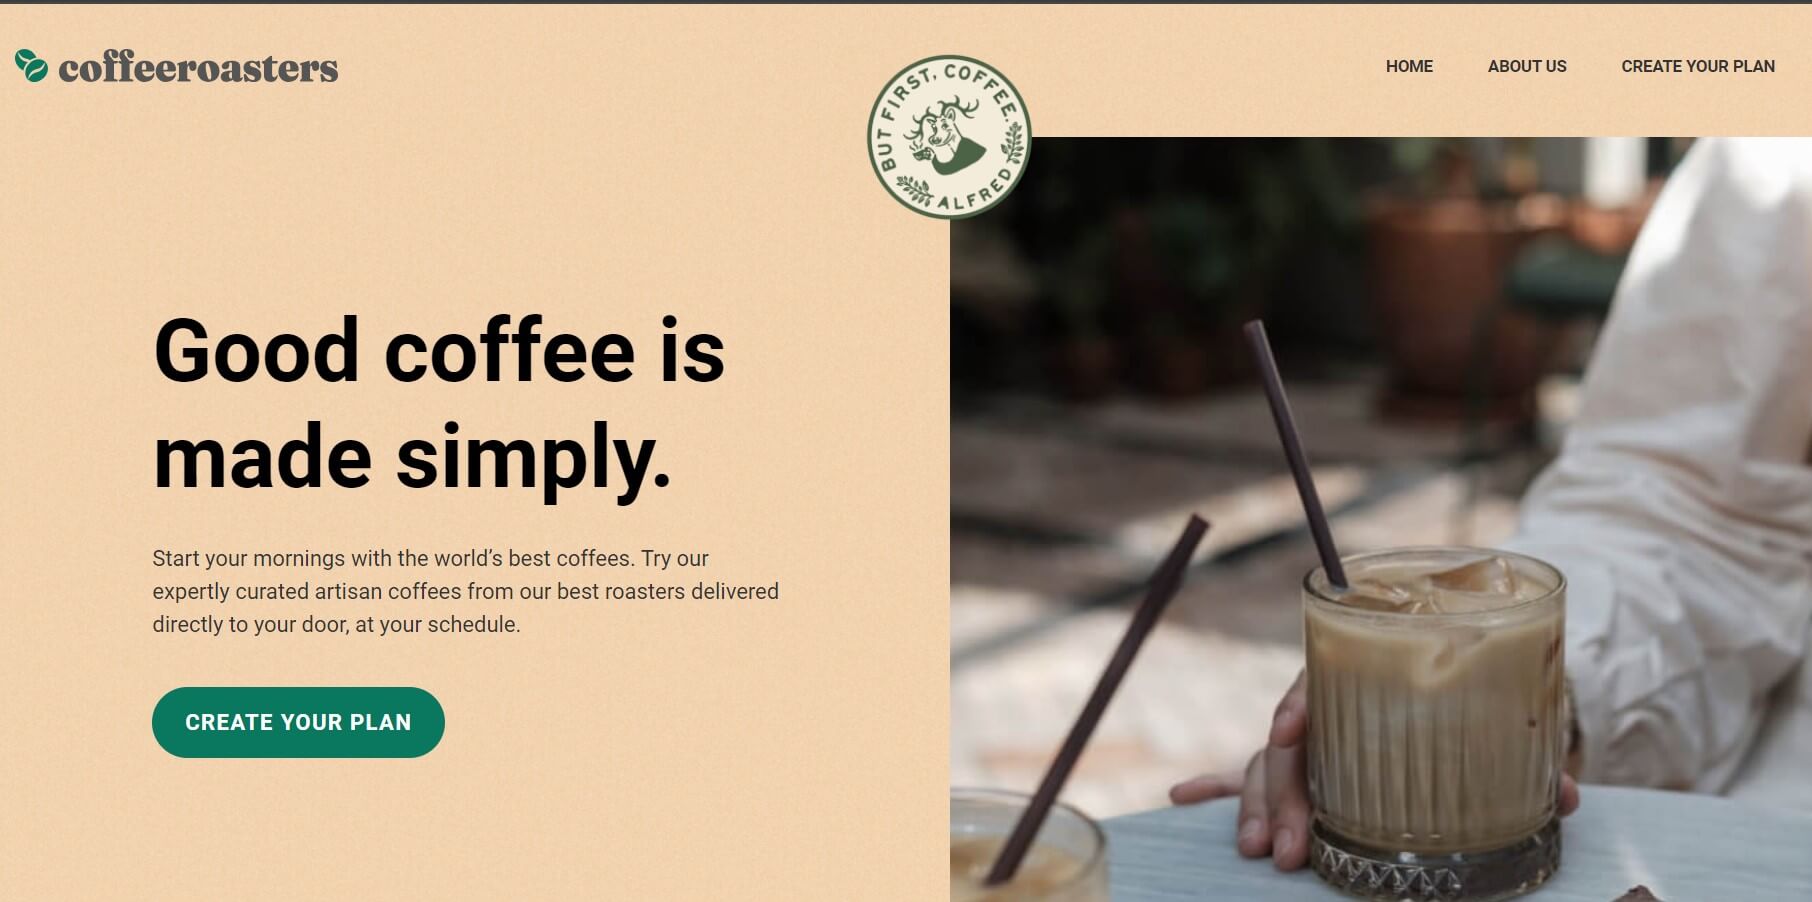 coffeeroasters
HOME
ABOUT US
CREATE YOUR PLAN
BUT FIRST, COFFEE.
ALFRED
Good coffee is
made simply.
Start your mornings with the world’s best coffees. Try our
expertly curated artisan coffees from our best roasters delivered
directly to your door, at your schedule.
CREATE YOUR PLAN